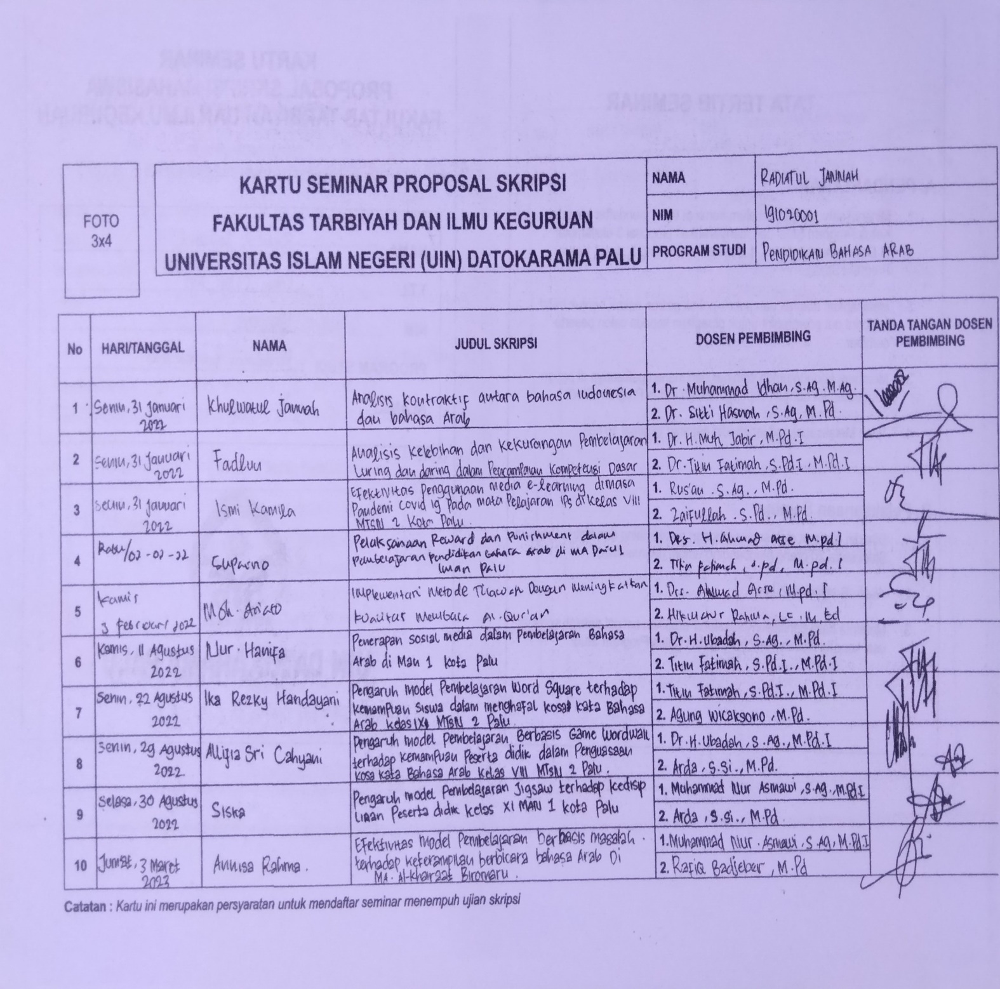 FOTO
3x4
KARTU SEMINAR PROPOSAL SKRIPSI
FAKULTAS TARBIYAH DAN ILMU KEGURUAN
UNIVERSITAS ISLAM NEGERI (UIN) DATOKARAMA PALU
NAMA RADIATUL JANNAH
NIM 191020001
PROGRAM STUDI PENDIDIKAN BAHASA ARAB
No HARI/TANGGAL NAMA JUDUL SKRIPSI DOSEN PEMBIMBING TANDA TANGAN DOSEN PEMBIMBING
1 Senin, 31 Januari 2022 Khulwatul Jannah
Analisis kontraktif antara bahasa Indonesia
dan bahasa Arab
1. Dr. Muhammad Idhan, S.Ag. M.Ag.
2. Dr. Sitti Hasnah, S.Ag, M.Pd.
2 Senin, 31 Januari 2022 Fadlun
Analisis Kelebihan dan Kekurangan Pembelajaran
Luring dan daring dalam Kompetensi Dasar
1. Dr. H. Muh Jabir, M.Pd.I
2. Dr. Titin Fatimah, S.Pd.I, M.Pd.I
3 Senin, 31 Januari 2022 Ismi Kamila
Efektivitas Penggunaan media e-learning dimasa
Pandemi Covid 19 Pada mata Pelajaran IPS di kelas VIII
MTSN 2 Kota Palu.
1. Rus'an. S.Ag., M.Pd.
2. Zaifullah. S.Pd., M.Pd.
4 Rabu/02-02-22 Suparno
Pelaksanaan Reward dan Punishment dalam
Pembelajaran pendidikan bahasa arab di MA Darul
Iman Palu
1. Drs. H. Ahmad M.pd.I
2. Titin Fatimah, S.pd, M.pd.I
5 Kamis
3 Februari 2022 Moh.
Metode Tilawah Dengan Meningkatkan
Kualitas Membaca Al-Qur'an
1. Drs. Ahmad M.pd.I
2. Hikmatur Rahma, Lc. M.Ed
6 Kamis, 11 Agustus 2022 Nur. Hanifa
Penerapan sosial media dalam Pembelajaran Bahasa
Arab di Man 1 Kota Palu
1. Dr. H. Ubadah, S.Ag., M.Pd.
2. Titin Fatimah, S.Pd.I., M.Pd.I
7 Senin, 22 Agustus 2022 Ika Rezky Handayani
Pengaruh model Pembelajaran Word Square terhadap
kemampuan Siswa dalam menghafal kosa kata Bahasa
Arab kelas MTSN 2 Palu.
1. Titin Fatimah, S.Pd.I., M.Pd.I
2. Agung Wicaksono, M.Pd.
8 Senin, 29 Agustus 2022 Allifia Sri Cahyani
Pengaruh model Pembelajaran Berbasis Game Wordwall
terhadap Kemampuan Peserta didik dalam Penguasaan
Kosa Kata Bahasa Arab Kelas VIII MTSN 2 Palu.
1. Dr. H. Ubadah, S.Ag., M.Pd.I
2. Arda, S.Si., M.Pd.
9 Selasa, 30 Agustus 2022 Siska
Pengaruh model Pembelajaran Jigsaw terhadap kedisip
linan Peserta didik kelas XI MAN 1 Kota Palu
1. Muhammad Nur Asmawi, S.Ag., M.Pd.I
2. Arda, S.Si., M.Pd.
10 Jumat, 3 Maret 2023 Annisa Rahma.
Efektivitas Model Pembelajaran berbasis masalah
terhadap keterampilan berbicara bahasa Arab Di
MA. Al-khairaat Biromaru.
1. Muhammad Nur. Asmawi, S.Ag, M.Pd.I
2. Rafiq Badjeber, M.Pd
Catatan : Kartu ini merupakan persyaratan untuk mendaftar seminar menempuh ujian skripsi